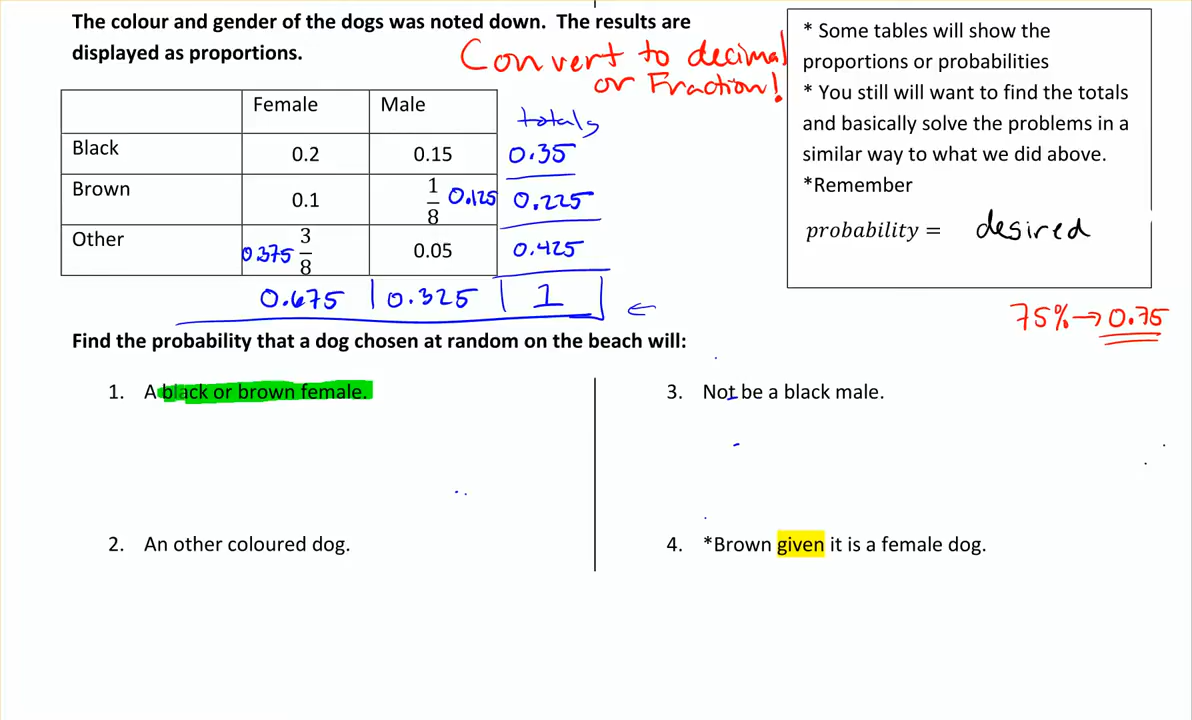 The colour and gender of the dogs was noted down. The results are
displayed as proportions.
Convert to decimal
or Fraction!
Female Male totals
Black 0.2 0.15 0.35
Brown 0.1 1/8 0.125 0.225
Other 0.375 3/8 0.05 0.425
0.675 0.325 1
* Some tables will show the
proportions or probabilities
* You still will want to find the totals
and basically solve the problems in a
similar way to what we did above.
*Remember
probability = desired
75% → 0.75
Find the probability that a dog chosen at random on the beach will:
1. A black or brown female.
2. An other coloured dog.
3. Not be a black male.
4. *Brown given it is a female dog.